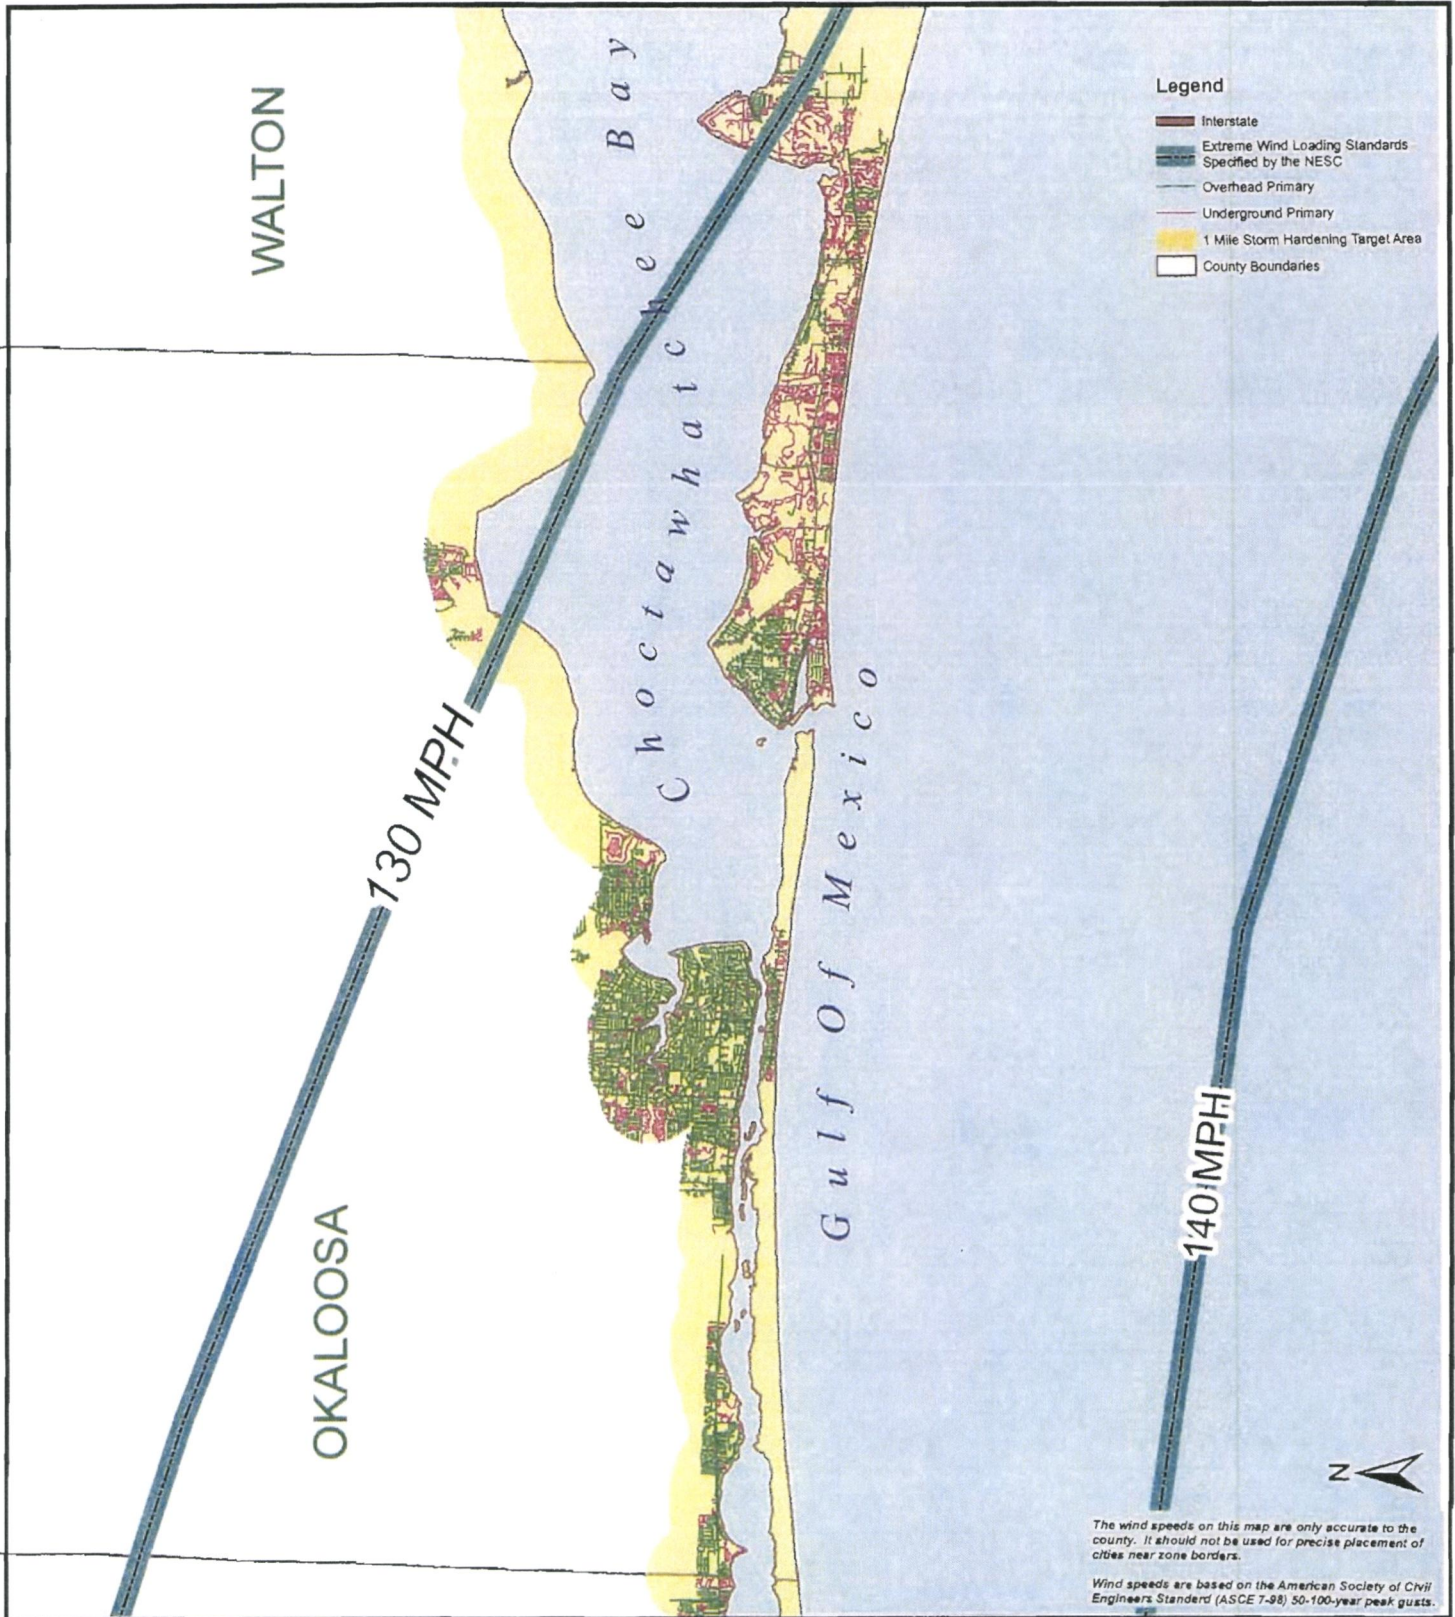 WALTON
Choctawhatchee Bay
Legend
Interstate
Extreme Wind Loading Standards
Specified by the NESC
Overhead Primary
Underground Primary
1 Mile Storm Hardening Target Area
County Boundaries
130 MPH
Gulf Of Mexico
140 MPH
OKALOOSA
N
The wind speeds on this map are only accurate to the
county. It should not be used for precise placement of
cities near zone borders.
Wind speeds are based on the American Society of Civil
Engineers Standerd (ASCE 7-98) 50-100-year peak gusts.